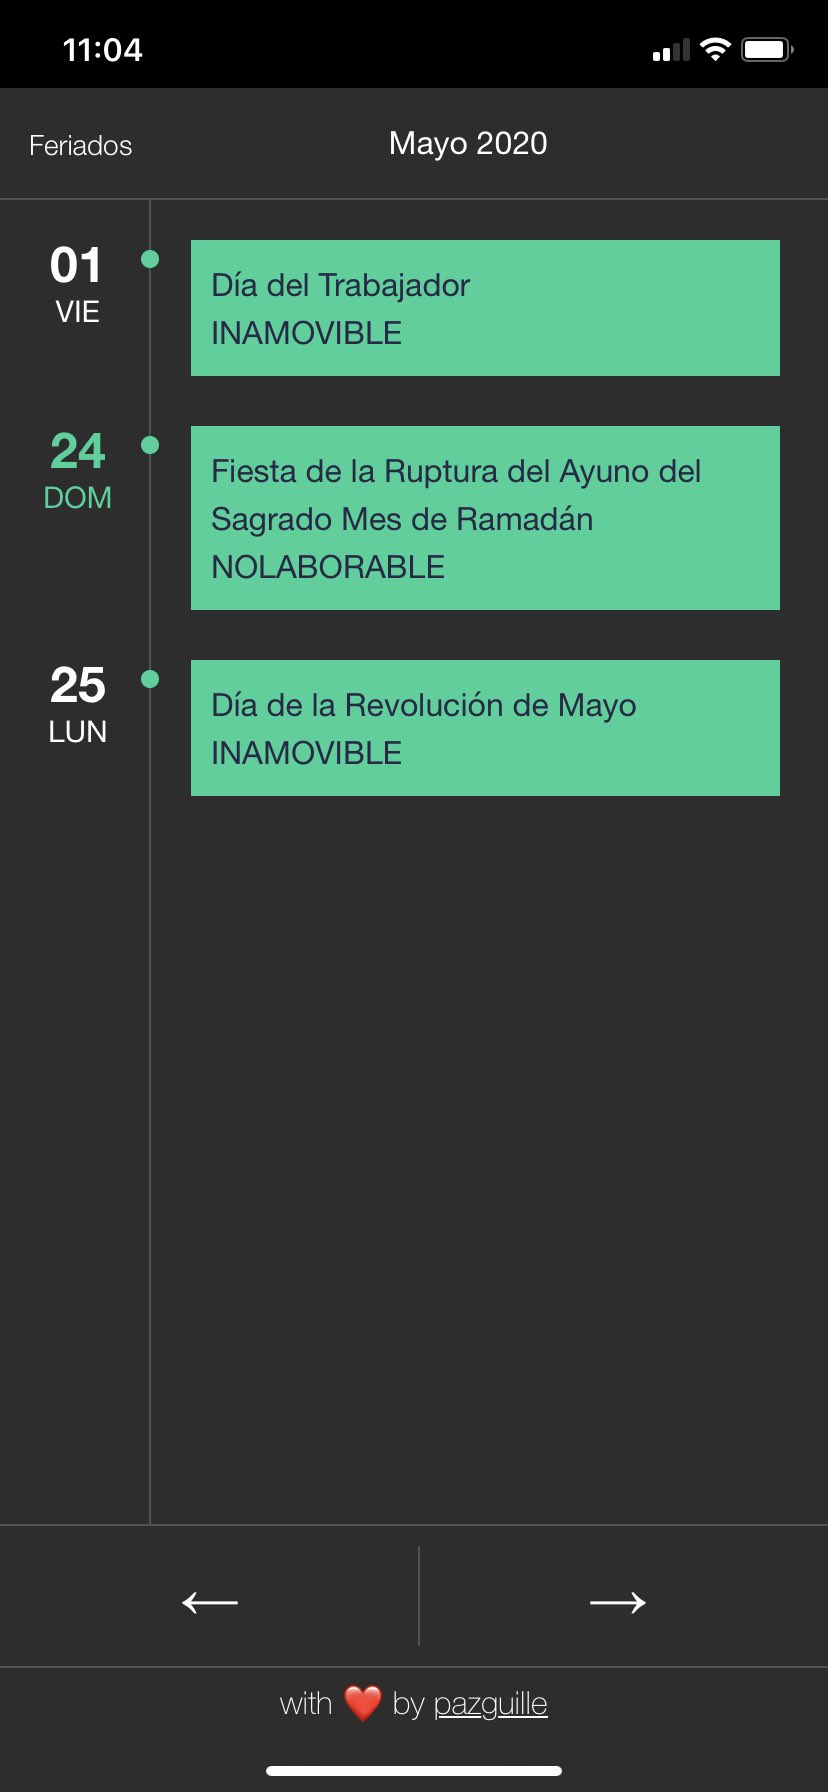 11:04
Feriados
Mayo 2020
01
VIE
Día del Trabajador
INAMOVIBLE
24
DOM
Fiesta de la Ruptura del Ayuno del
Sagrado Mes de Ramadán
NOLABORABLE
25
LUN
Día de la Revolución de Mayo
INAMOVIBLE
← →
with ❤️ by pazguille